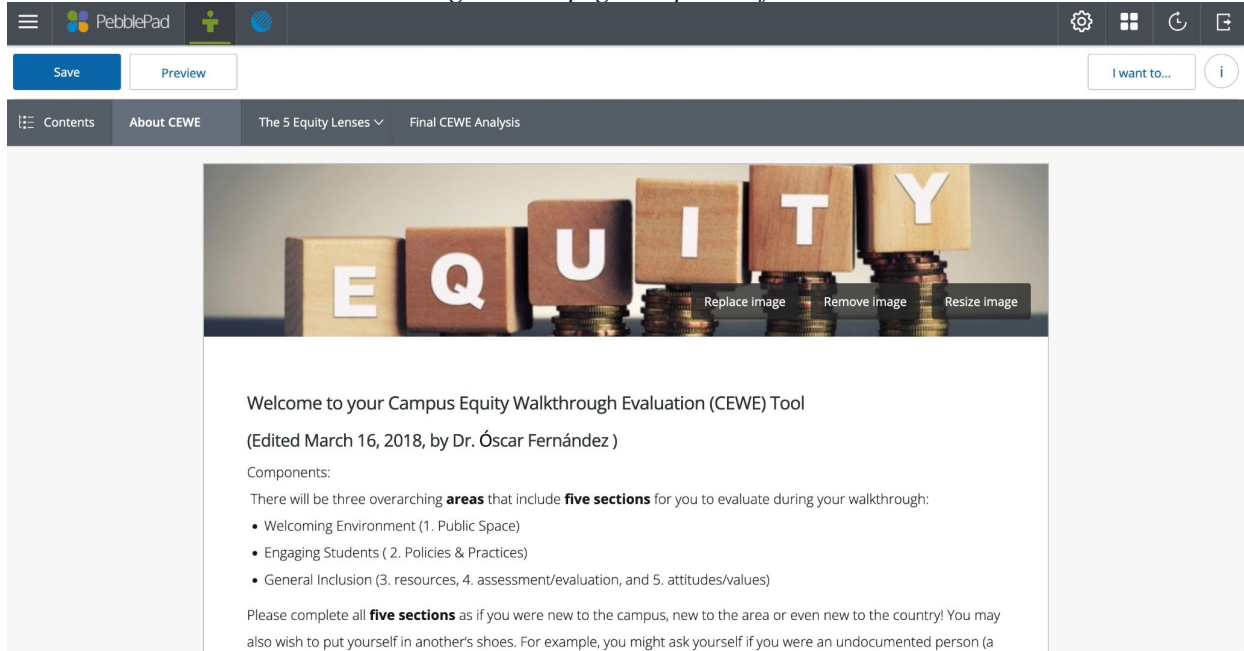 PebblePad
Save
Preview
I want to...
i
Contents
About CEWE
The 5 Equity Lenses
Final CEWE Analysis
EQUITY
Replace image
Remove image
Resize image
Welcome to your Campus Equity Walkthrough Evaluation (CEWE) Tool
(Edited March 16, 2018, by Dr. Óscar Fernández )
Components:
There will be three overarching areas that include five sections for you to evaluate during your walkthrough:
• Welcoming Environment (1. Public Space)
• Engaging Students ( 2. Policies & Practices)
• General Inclusion (3. resources, 4. assessment/evaluation, and 5. attitudes/values)
Please complete all five sections as if you were new to the campus, new to the area or even new to the country! You may
also wish to put yourself in another's shoes. For example, you might ask yourself if you were an undocumented person (a